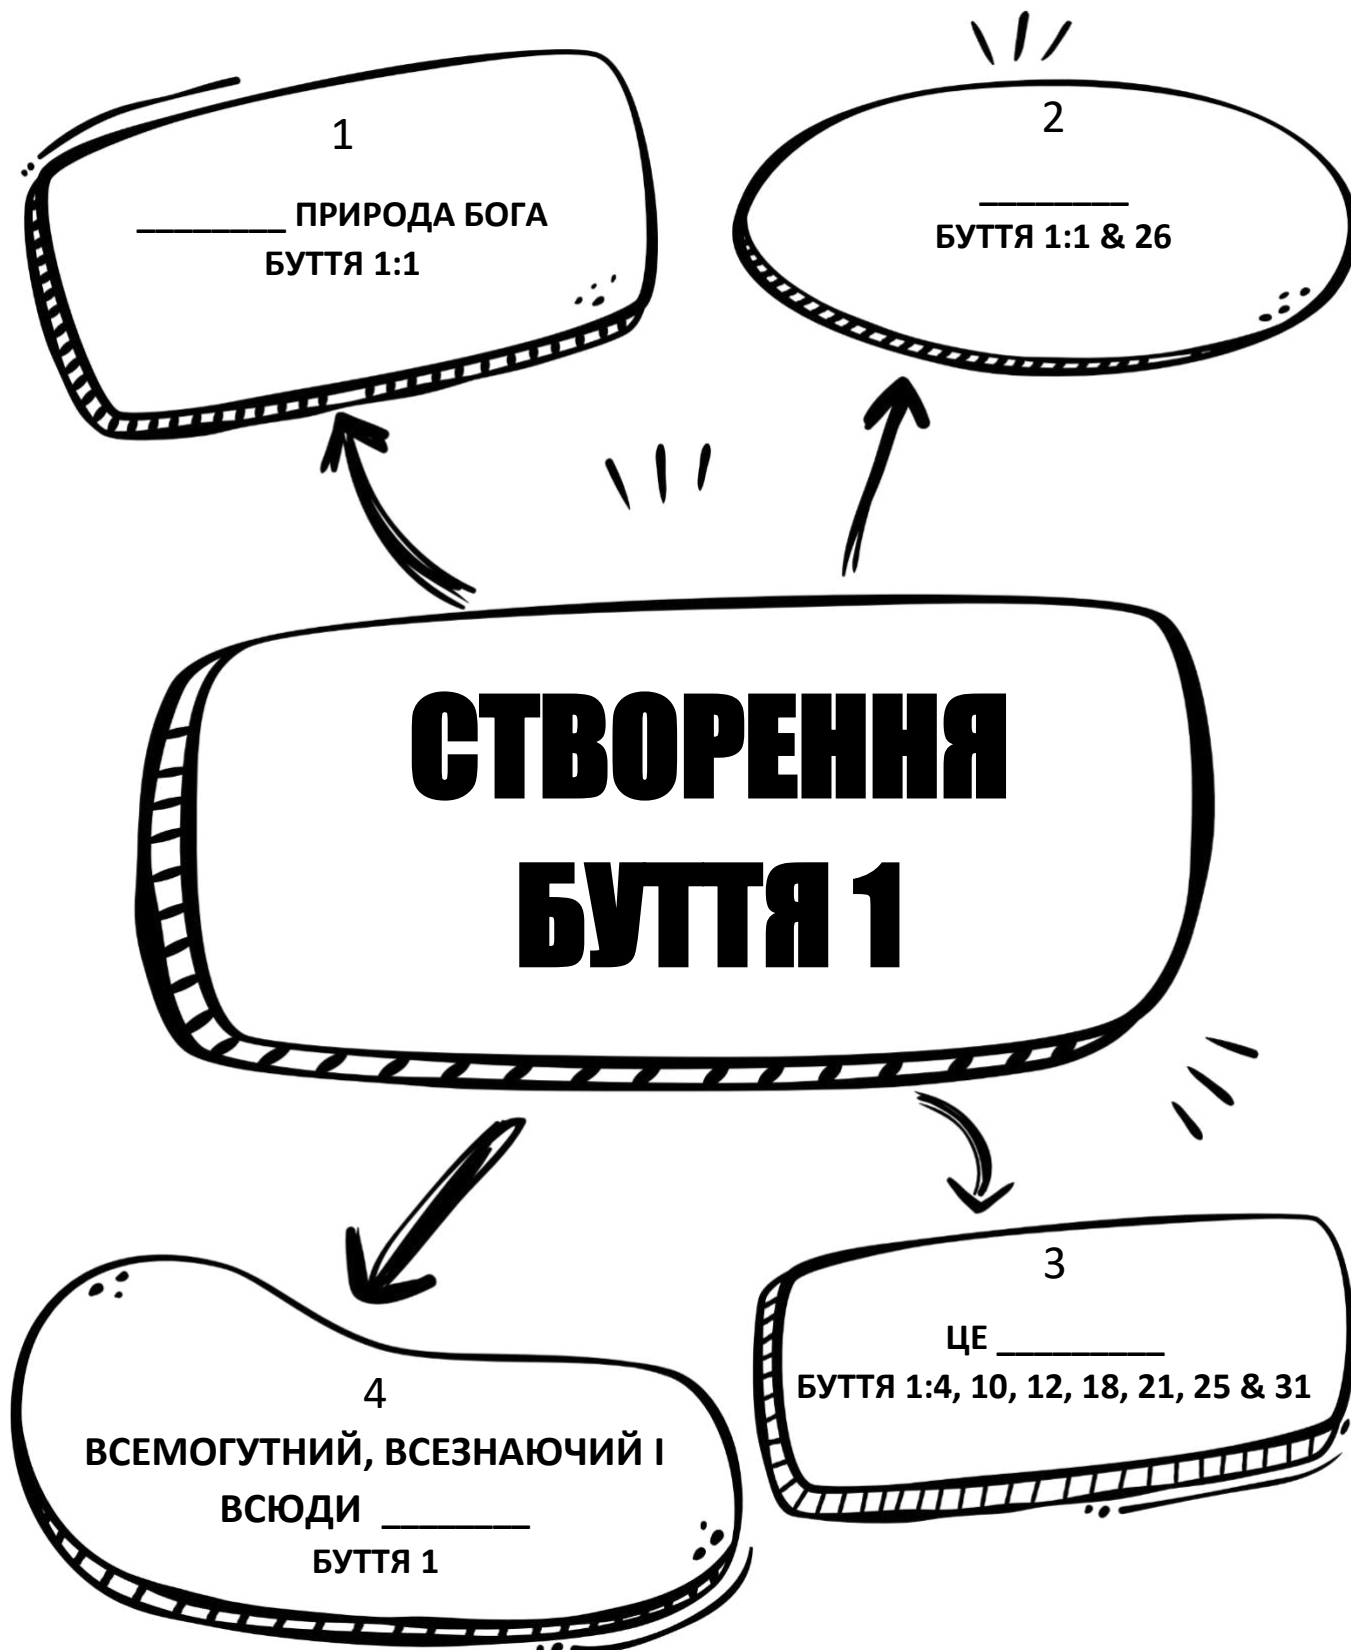 1
________ ПРИРОДА БОГА
БУТТЯ 1:1
2
________
БУТТЯ 1:1 & 26
СТВОРЕННЯ
БУТТЯ 1
3
ЦЕ _________
БУТТЯ 1:4, 10, 12, 18, 21, 25 & 31
4
ВСЕМОГУТНИЙ, ВСЕЗНАЮЧИЙ І
ВСЮДИ ________
БУТТЯ 1